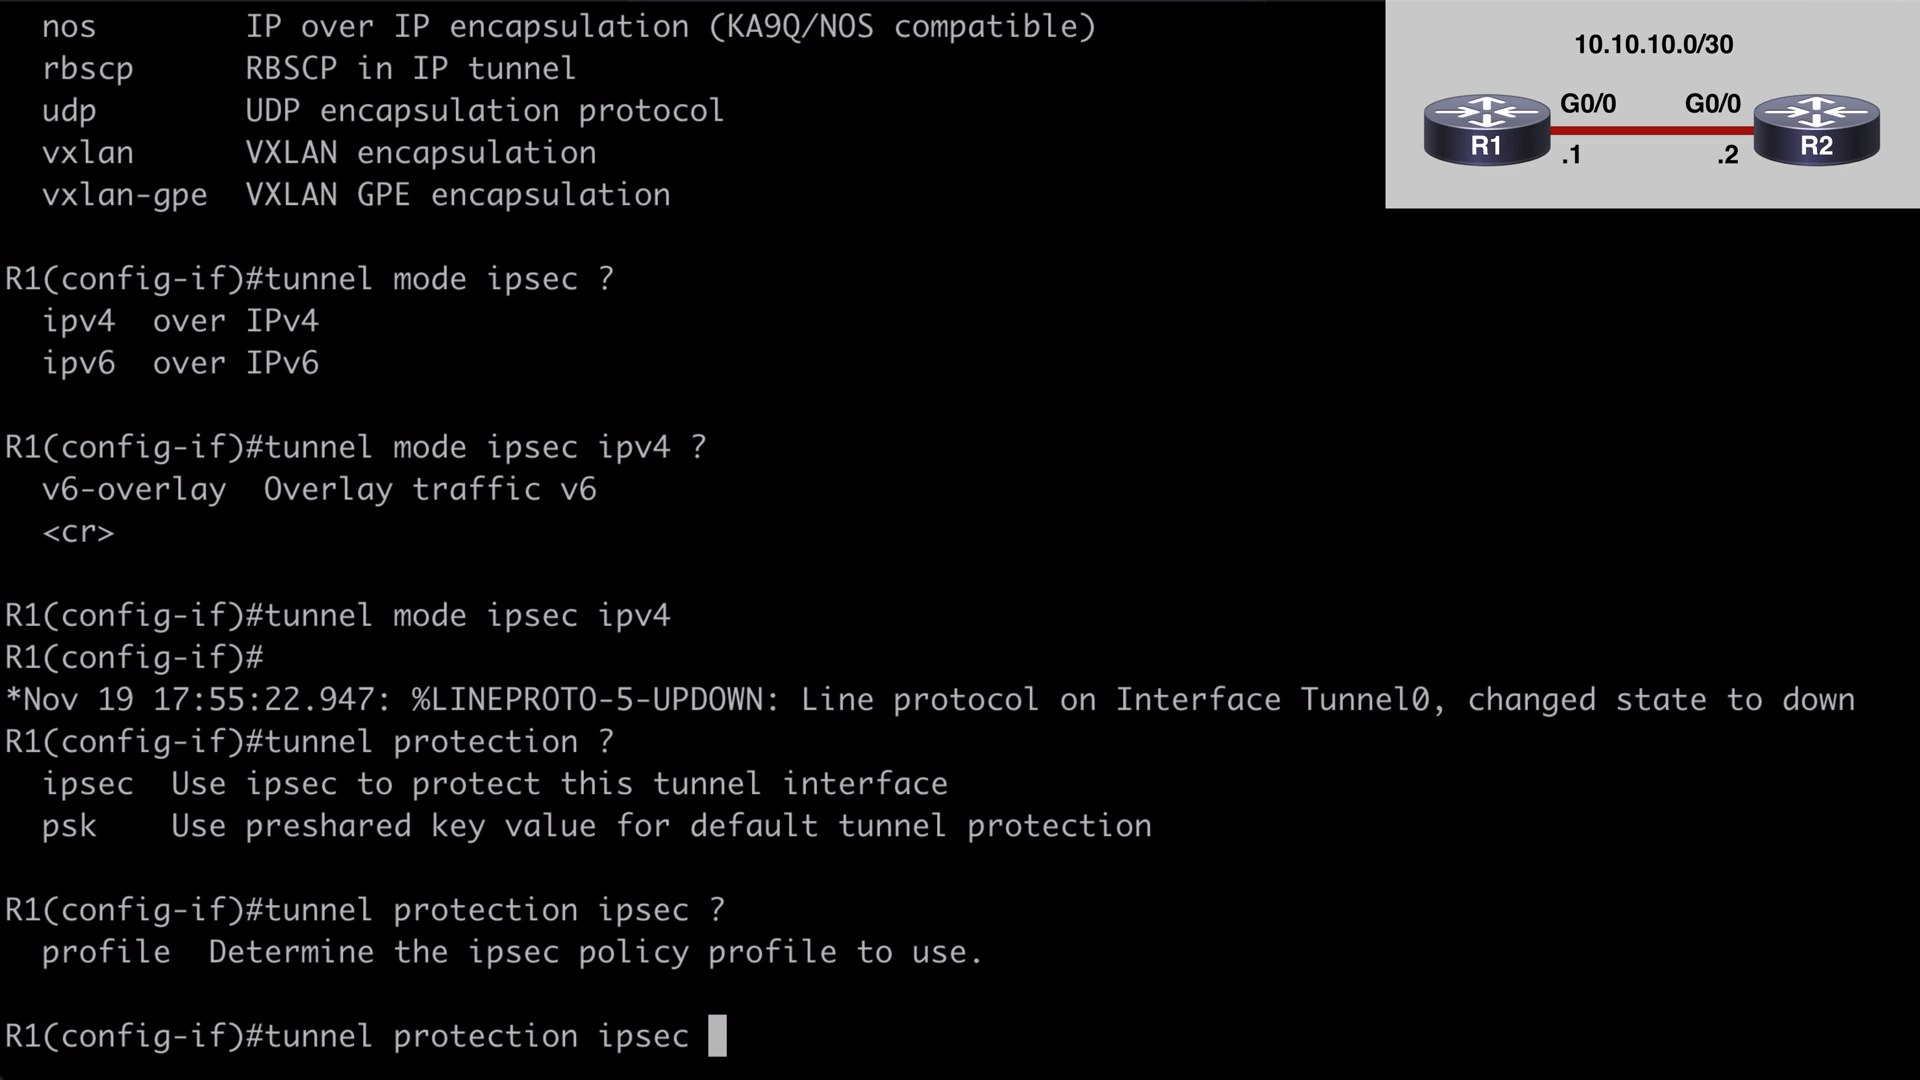 nos        IP over IP encapsulation (KA9Q/NOS compatible)
rbscp      RBSCP in IP tunnel
udp        UDP encapsulation protocol
vxlan      VXLAN encapsulation
vxlan-gpe  VXLAN GPE encapsulation
10.10.10.0/30
G0/0 G0/0
R1 R2
.1 .2
R1(config-if)#tunnel mode ipsec ?
ipv4  over IPv4
ipv6  over IPv6
R1(config-if)#tunnel mode ipsec ipv4 ?
v6-overlay  Overlay traffic v6
<cr>
R1(config-if)#tunnel mode ipsec ipv4
R1(config-if)#
*Nov 19 17:55:22.947: %LINEPROTO-5-UPDOWN: Line protocol on Interface Tunnel0, changed state to down
R1(config-if)#tunnel protection ?
ipsec  Use ipsec to protect this tunnel interface
psk    Use preshared key value for default tunnel protection
R1(config-if)#tunnel protection ipsec ?
profile  Determine the ipsec policy profile to use.
R1(config-if)#tunnel protection ipsec